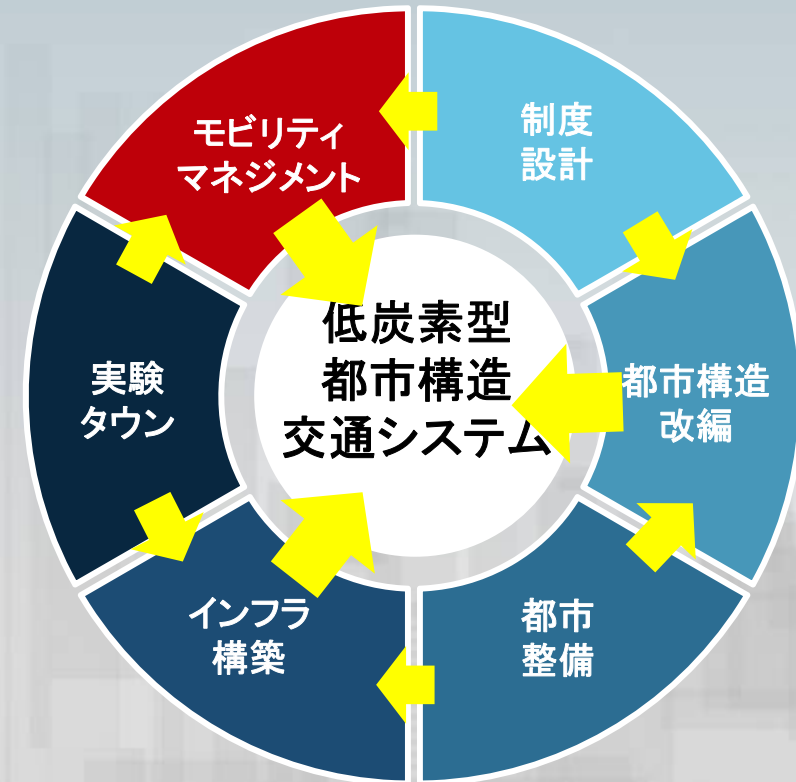 モビリティ
マネジメント
制度
設計
低炭素型
都市構造
交通システム
都市構造
改編
実験
タウン
インフラ
構築
都市
整備